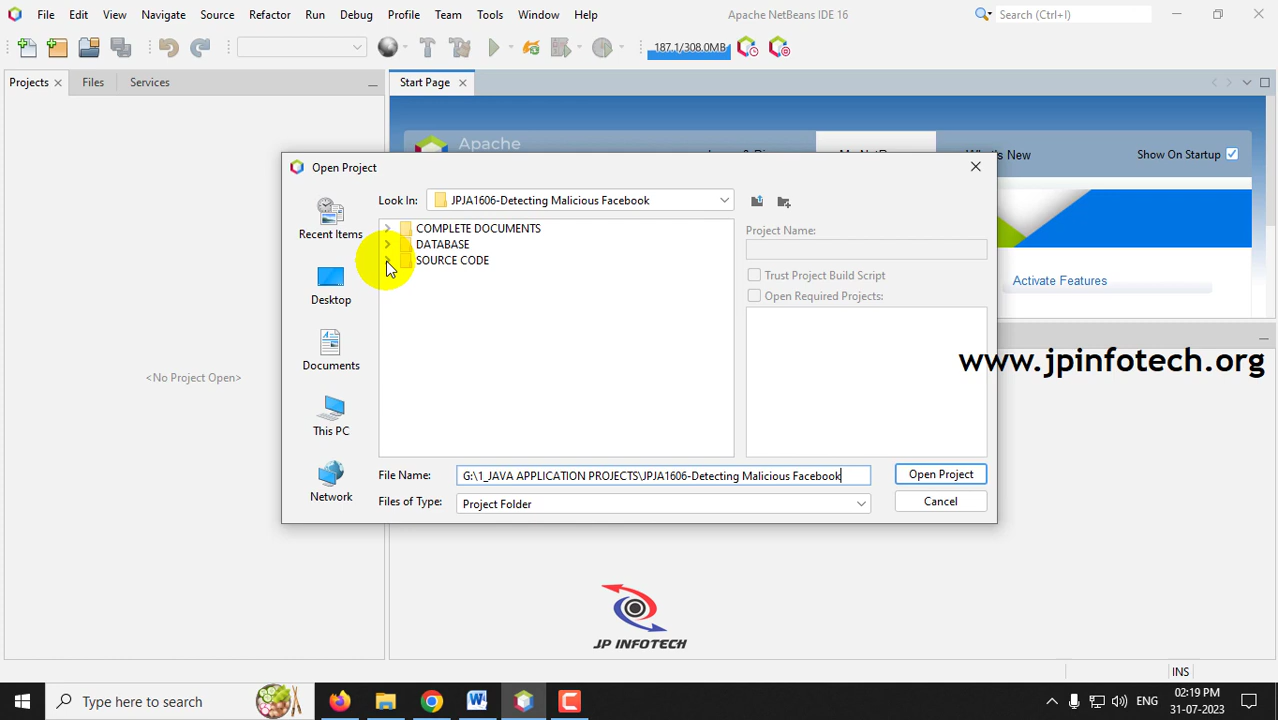 File Edit View Navigate Source Refactor Run Debug Profile Team Tools Window Help Apache NetBeans IDE 16 Search (Ctrl+I)
187.1/308.0MB
Projects Files Services Start Page
Apache
What's New Show On Startup
Open Project
Look In: JPJA1606-Detecting Malicious Facebook
Recent Items
Desktop
Documents
This PC
Network
COMPLETE DOCUMENTS
DATABASE
SOURCE CODE
Project Name:
Trust Project Build Script
Open Required Projects:
Activate Features
<No Project Open>
www.jpinfotech.org
File Name: G:\1_JAVA APPLICATION PROJECTS\JPJA1606-Detecting Malicious Facebook Open Project
Files of Type: Project Folder Cancel
JP INFOTECH
INS
Type here to search ENG 02:19 PM
31-07-2023